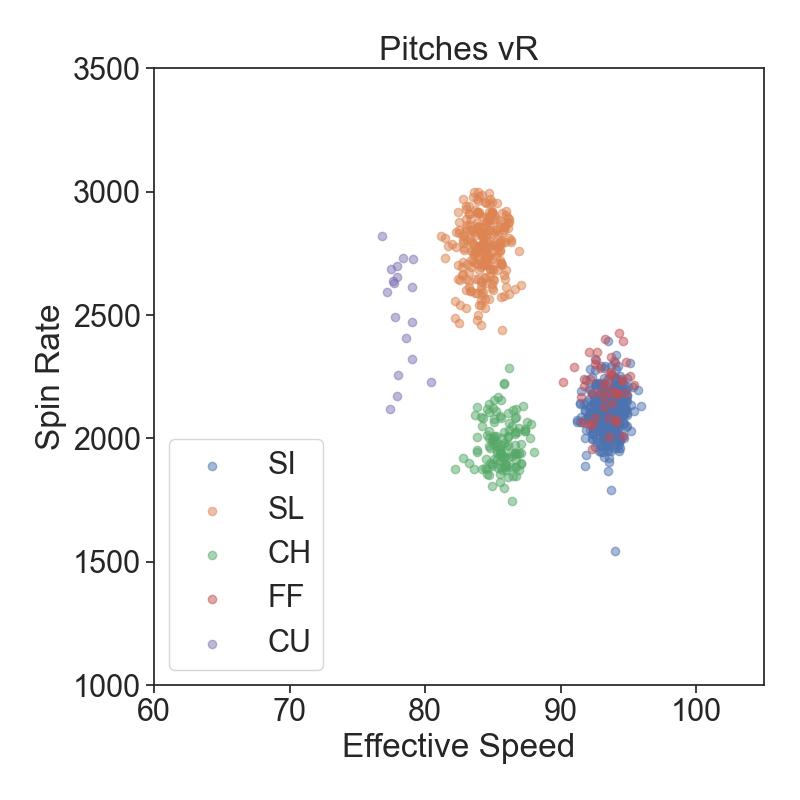 Pitches vR
3500
3000
2500
2000
1500
1000
Spin Rate
SI
SL
CH
FF
CU
60 70 80 90 100
Effective Speed